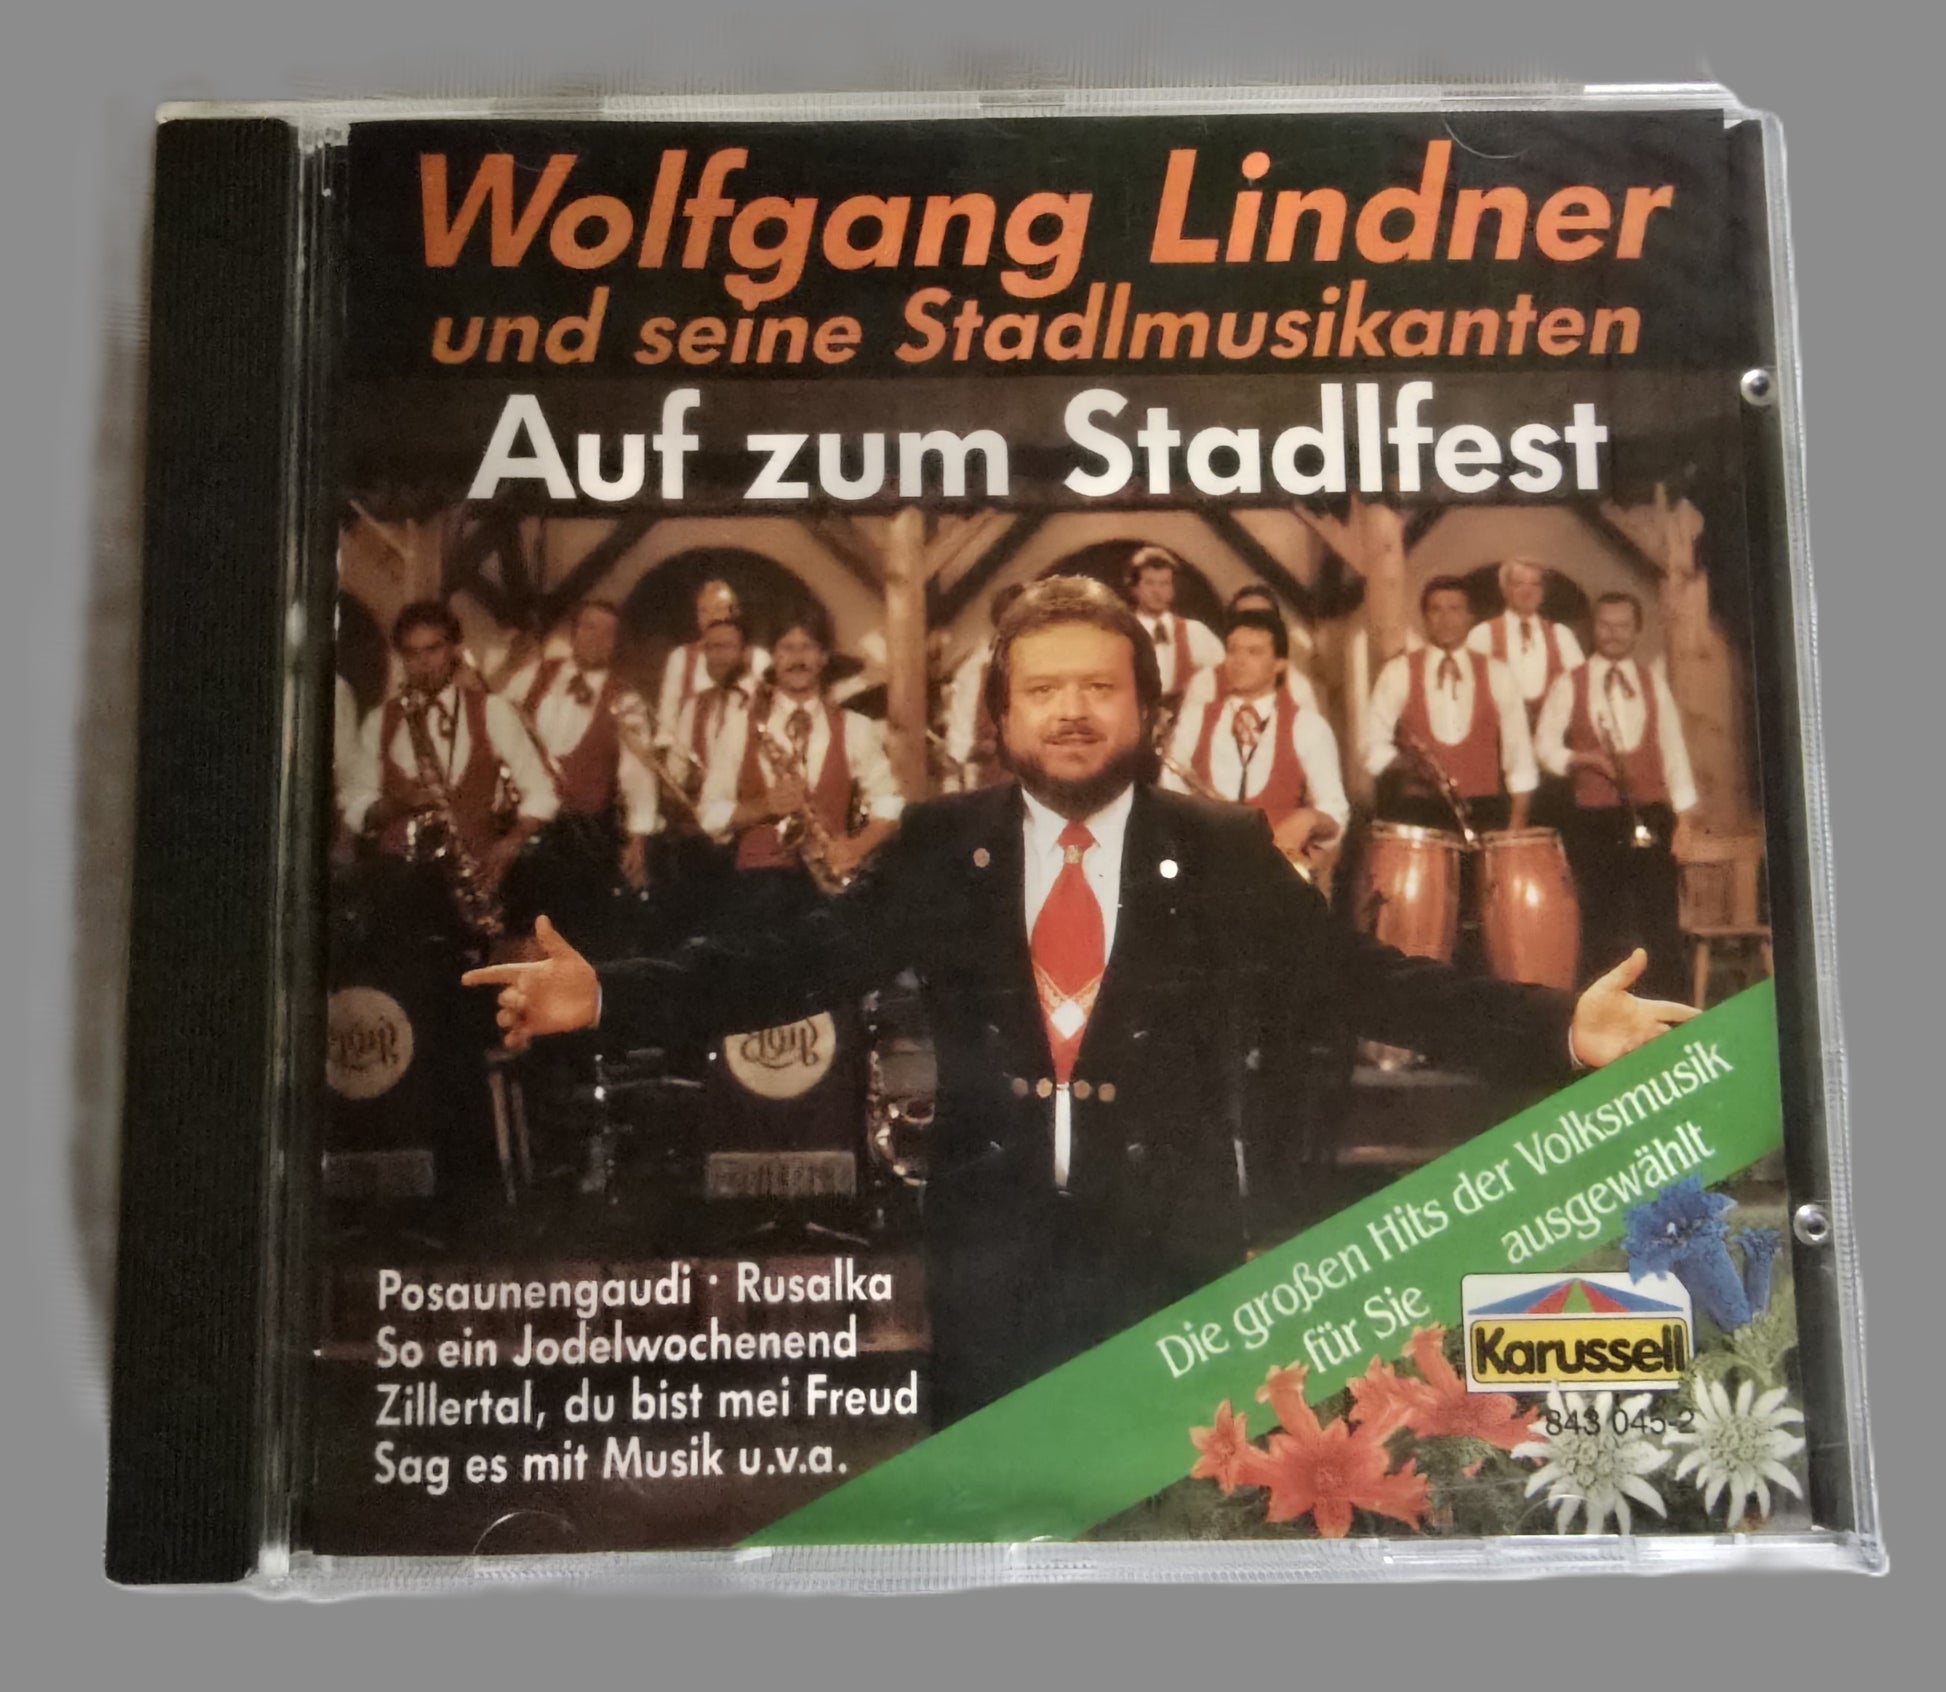 Wolfgang Lindner
und seine Stadlmusikanten
Auf zum Stadlfest
Die großen Hits der Volksmusik
für Sie ausgewählt
Posaunengaudi · Rusalka
So ein Jodelwochenend
Zillertal, du bist mei Freud
Sag es mit Musik u.v.a.
Karussell
843 045-2